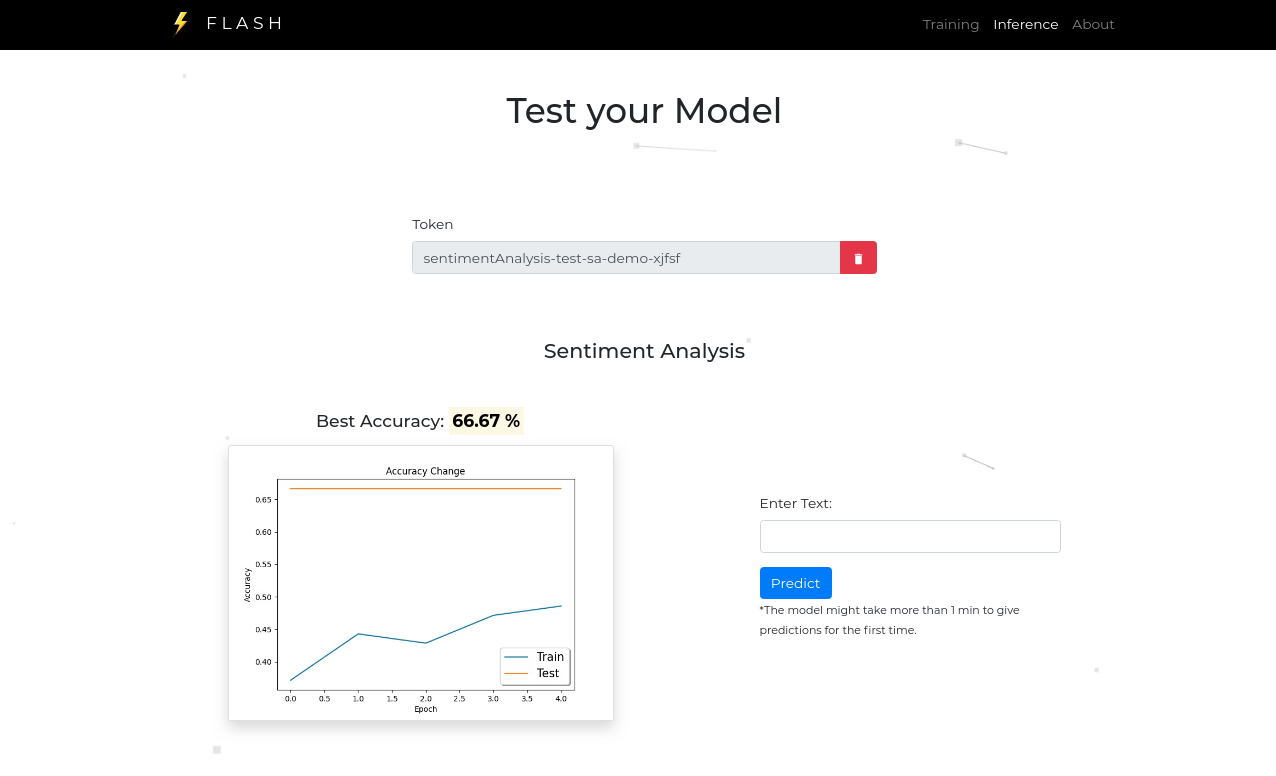 FLASH
Training Inference About
Test your Model
Token
sentimentAnalysis-test-sa-demo-xjfsf
Sentiment Analysis
Best Accuracy: 66.67 %
Accuracy Change
0.65
0.60
0.55
0.50
0.45
0.40
Accuracy
Train
Test
0.0 0.5 1.0 1.5 2.0 2.5 3.0 3.5 4.0
Epoch
Enter Text:
Predict
*The model might take more than 1 min to give
predictions for the first time.